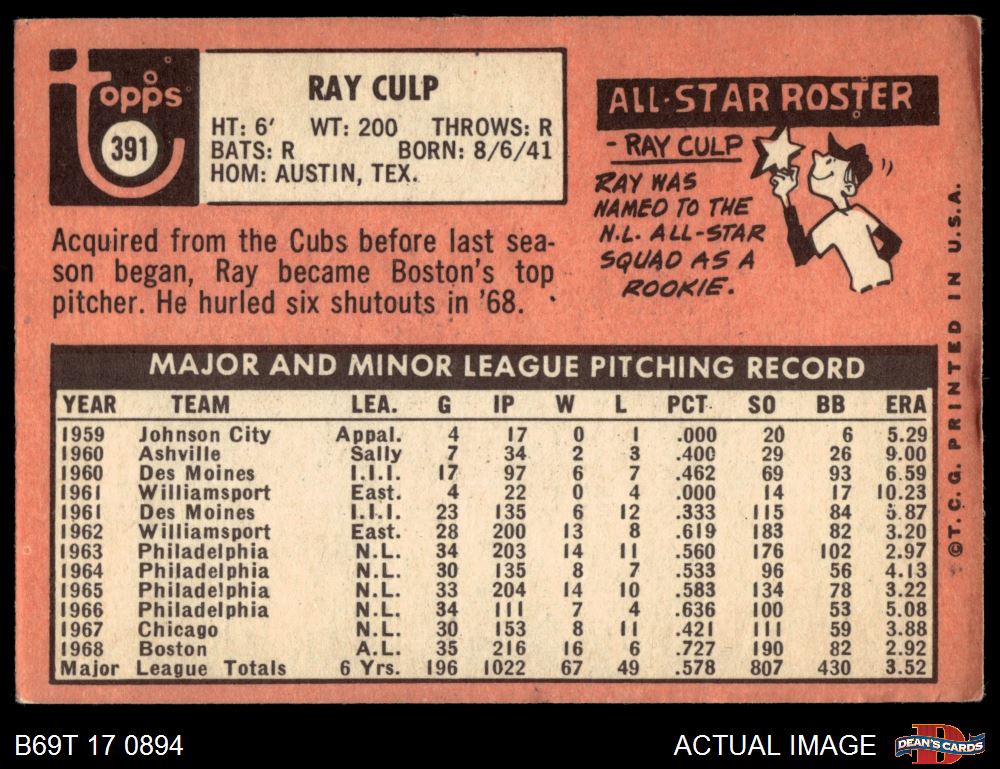 Topps
391
RAY CULP
HT: 6' WT: 200 THROWS: R
BATS: R BORN: 8/6/41
HOM: AUSTIN, TEX.
Acquired from the Cubs before last sea-
son began, Ray became Boston's top
pitcher. He hurled six shutouts in '68.
ALL-STAR ROSTER
- RAY CULP
RAY WAS
NAMED TO THE
N.L. ALL-STAR
SQUAD AS A
ROOKIE.
MAJOR AND MINOR LEAGUE PITCHING RECORD
YEAR TEAM LEA. G IP W L PCT. SO BB ERA
1959 Johnson City Appal. 4 17 0 1 .000 20 6 5.29
1960 Ashville Sally 7 34 2 3 .400 29 26 9.00
1960 Des Moines I.I.I. 17 97 6 7 .462 69 93 6.59
1961 Williamsport East. 4 22 0 4 .000 14 17 10.23
1961 Des Moines I.I.I. 23 135 6 12 .333 115 84 5.87
1962 Williamsport East. 28 200 13 8 .619 183 82 3.20
1963 Philadelphia N.L. 34 203 14 11 .560 176 102 2.97
1964 Philadelphia N.L. 30 135 8 7 .533 96 56 4.13
1965 Philadelphia N.L. 33 204 14 10 .583 134 78 3.22
1966 Philadelphia N.L. 34 111 7 4 .636 100 53 5.08
1967 Chicago N.L. 30 153 8 11 .421 111 59 3.88
1968 Boston A.L. 35 216 16 6 .727 190 82 2.92
Major League Totals 6 Yrs. 196 1022 67 49 .578 807 430 3.52
©T.C.G. PRINTED IN U.S.A.
B69T 17 0894
ACTUAL IMAGE
D
DEAN'S CARDS